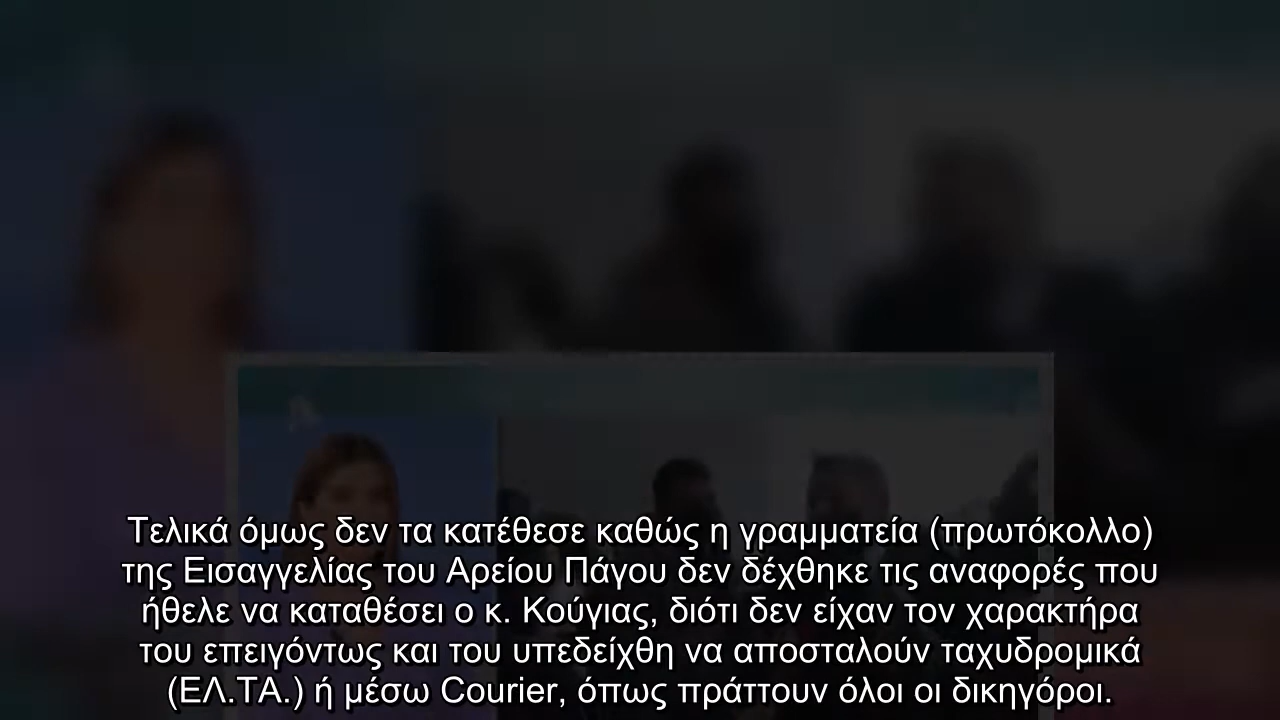 Τελικά όμως δεν τα κατέθεσε καθώς η γραμματεία (πρωτόκολλο)
της Εισαγγελίας του Αρείου Πάγου δεν δέχθηκε τις αναφορές που
ήθελε να καταθέσει ο κ. Κούγιας, διότι δεν είχαν τον χαρακτήρα
του επειγόντως και του υπεδείχθη να αποσταλούν ταχυδρομικά
(ΕΛ.ΤΑ.) ή μέσω Courier, όπως πράττουν όλοι οι δικηγόροι.